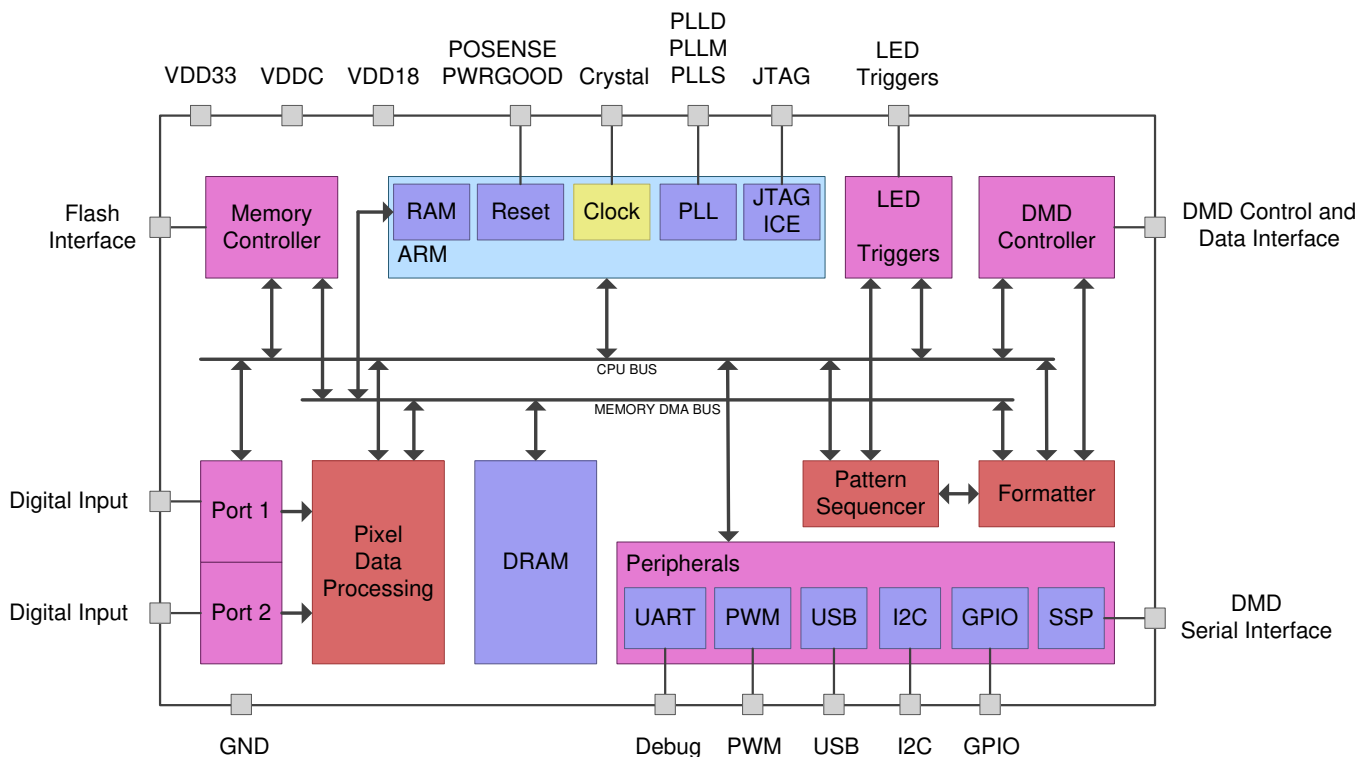 PLLD
PLLM
PLLS
POSENSE
PWRGOOD
LED
Triggers
VDD33
VDDC
VDD18
Crystal
JTAG
Flash
Interface
Memory
Controller
RAM
Reset
Clock
PLL
JTAG
ICE
ARM
LED
Triggers
DMD
Controller
DMD Control and
Data Interface
CPU BUS
MEMORY DMA BUS
Digital Input
Port 1
Pixel
Data
Processing
DRAM
Pattern
Sequencer
Formatter
Digital Input
Port 2
Peripherals
UART
PWM
USB
I2C
GPIO
SSP
DMD
Serial Interface
GND
Debug
PWM
USB
I2C
GPIO